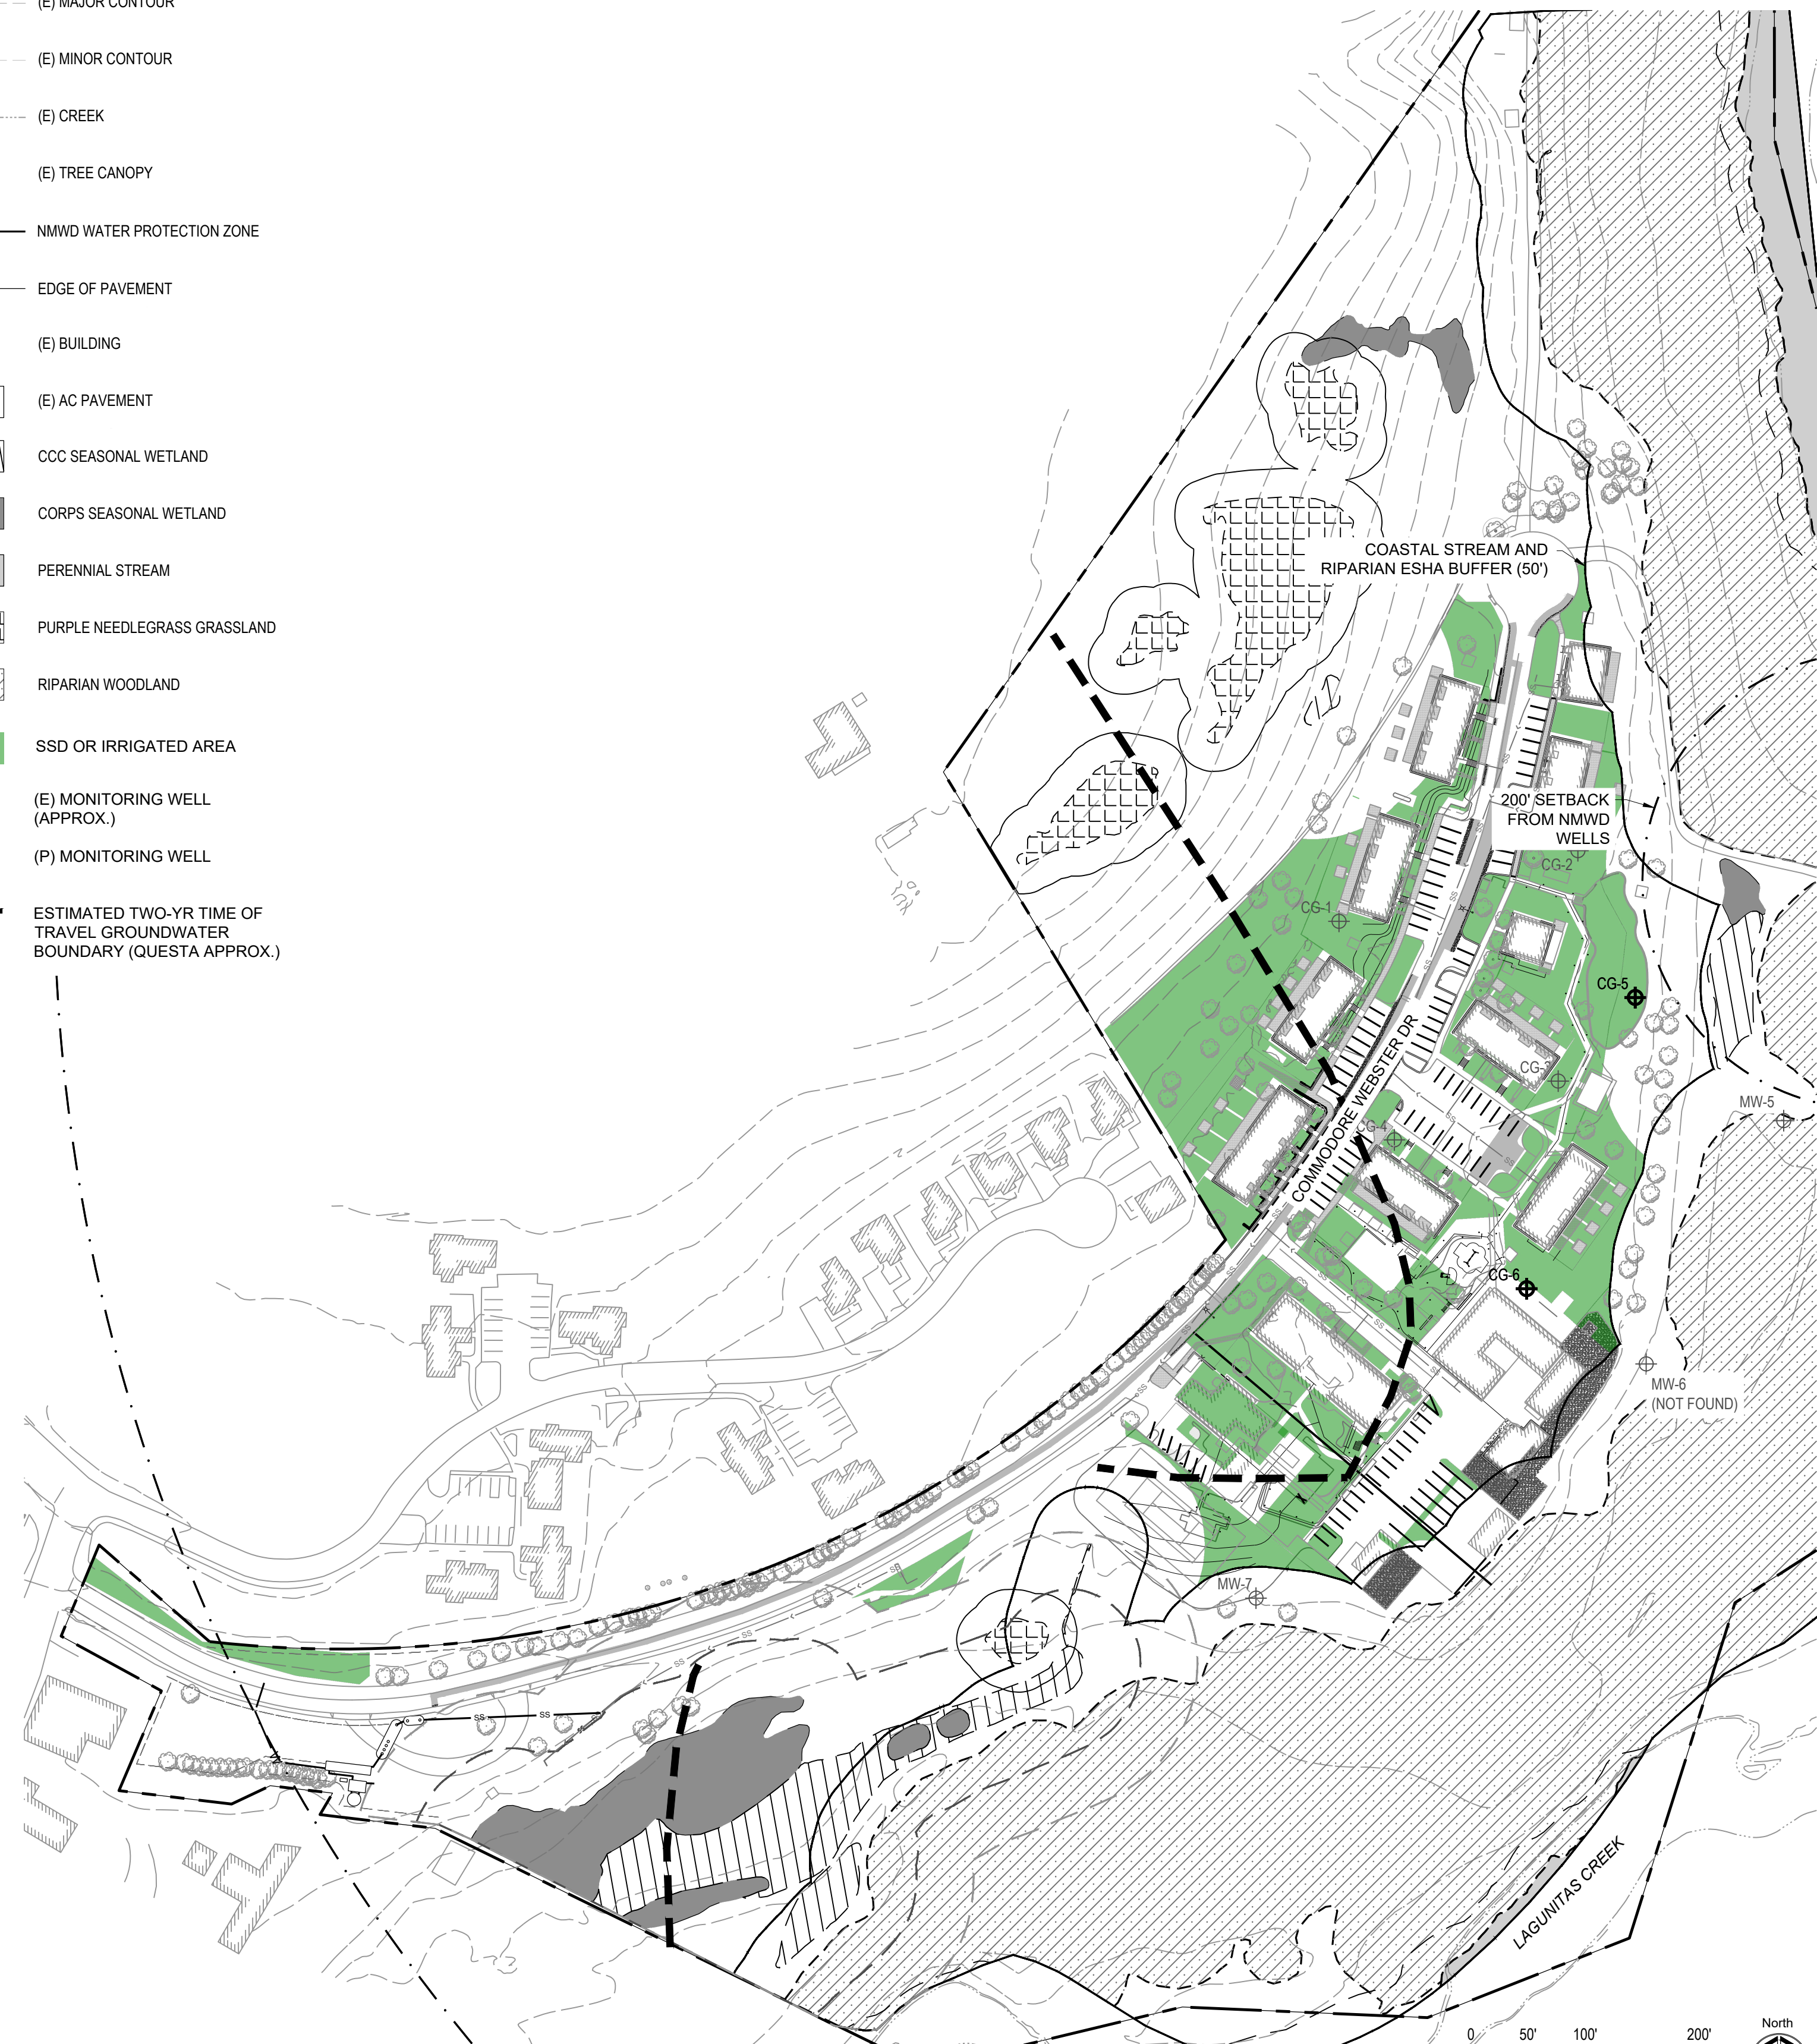 (E) MAJOR CONTOUR
(E) MINOR CONTOUR
(E) CREEK
(E) TREE CANOPY
NMWD WATER PROTECTION ZONE
EDGE OF PAVEMENT
(E) BUILDING
(E) AC PAVEMENT
CCC SEASONAL WETLAND
CORPS SEASONAL WETLAND
PERENNIAL STREAM
PURPLE NEEDLEGRASS GRASSLAND
RIPARIAN WOODLAND
SSD OR IRRIGATED AREA
(E) MONITORING WELL
(APPROX.)
(P) MONITORING WELL
ESTIMATED TWO-YR TIME OF
TRAVEL GROUNDWATER
BOUNDARY (QUESTA APPROX.)
COASTAL STREAM AND
RIPARIAN ESHA BUFFER (50')
200' SETBACK
FROM NMWD
WELLS
CG-2
CG-1
CG-5
COMMODORE WEBSTER DR
CG-3
CG-4
MW-5
CG-6
MW-6
(NOT FOUND)
MW-7
SS
SS
SS
SS
LAGUNITAS CREEK
North
0 50' 100' 200'